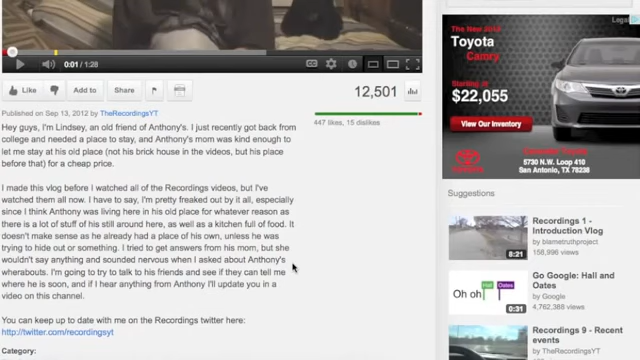 Legal
The New 2014
Toyota
Camry
Starting at
$22,055
View Our Inventory
5730 N.W. Loop 410
San Antonio, TX 78238
0:01 / 1:28
CC
Like
Add to
Share
12,501
447 likes, 15 dislikes
Published on Sep 13, 2012 by TheRecordingsYT
Hey guys, I'm Lindsey, an old friend of Anthony's. I just recently got back from
college and needed a place to stay, and Anthony's mom was kind enough to
let me stay at his old place (not his brick house in the videos, but his place
before that) for a cheap price.
I made this vlog before I watched all of the Recordings videos, but I've
watched them all now. I have to say, I'm pretty freaked out by it all, especially
since I think Anthony was living here in his old place for whatever reason as
there is a lot of stuff of his still around here, as well as a kitchen full of food. It
doesn't make sense as he already had a place of his own, unless he was
trying to hide out or something. I tried to get answers from his mom, but she
wouldn't say anything and sounded nervous when I asked about Anthony's
wherabouts. I'm going to try to talk to his friends and see if they can tell me
where he is soon, and if I hear anything from Anthony I'll update you in a
video on this channel.
You can keep up to date with me on the Recordings twitter here:
http://twitter.com/recordingsyt
Category:
Suggestions
8:21
Recordings 1 -
Introduction Vlog
by blametruthproject
158,996 views
Oh oh Hall Oates
0:31
Go Google: Hall and
Oates
by Google
4,762,388 views
Recordings 9 - Recent
events
by TheRecordingsYT